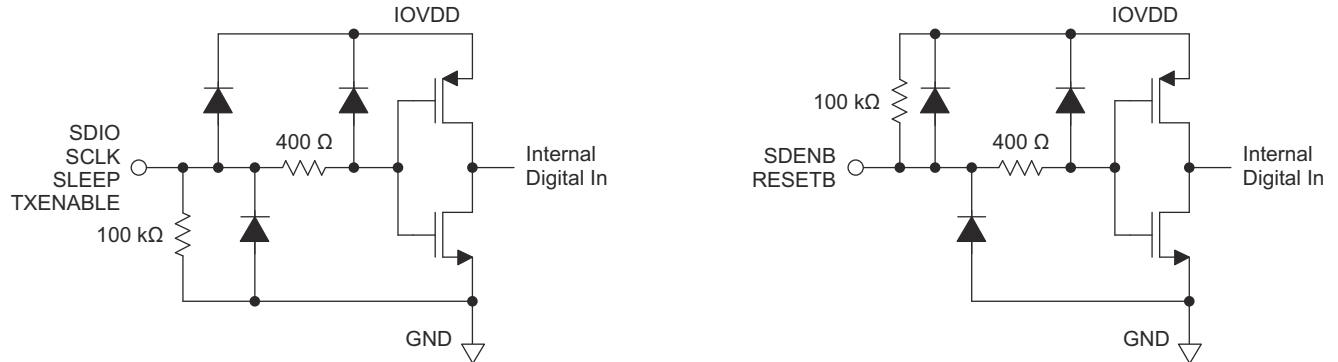 IOVDD
400 Ω
SDIO
SCLK
SLEEP
TXENABLE
100 kΩ
Internal
Digital In
GND
IOVDD
100 kΩ
400 Ω
SDENB
RESETB
Internal
Digital In
GND